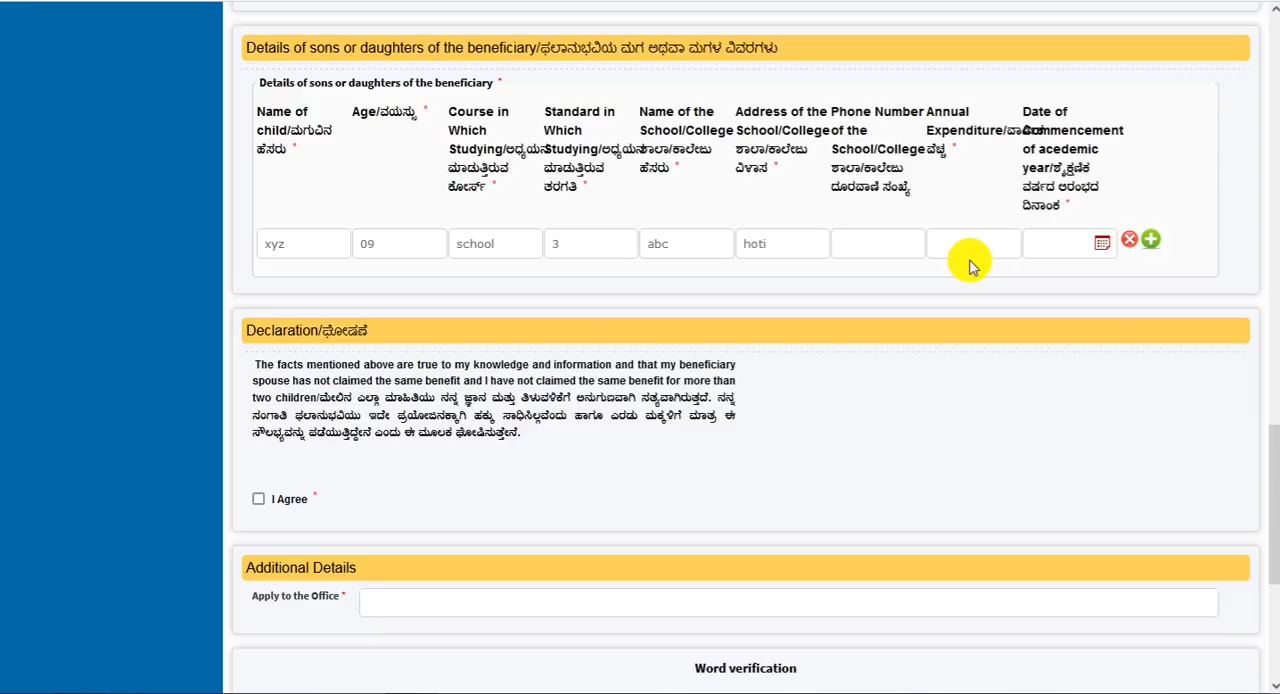 Details of sons or daughters of the beneficiary/ಫಲಾನುಭವಿಯ ಮಗ ಅಥವಾ ಮಗಳ ವಿವರಗಳು
Details of sons or daughters of the beneficiary *
Name of child/ಮಗುವಿನ ಹೆಸರು *
Age/ವಯಸ್ಸು *
Course in Which Studying/ಅಧ್ಯಯನ ಮಾಡುತ್ತಿರುವ ಕೋರ್ಸ್ *
Standard in Which Studying/ಅಧ್ಯಯನ ಮಾಡುತ್ತಿರುವ ತರಗತಿ *
Name of the School/College ಶಾಲಾ/ಕಾಲೇಜು ಹೆಸರು *
Address of the School/College ಶಾಲಾ/ಕಾಲೇಜು ವಿಳಾಸ *
Phone Number of the School/College ಶಾಲಾ/ಕಾಲೇಜು ದೂರವಾಣಿ ಸಂಖ್ಯೆ
Annual Expenditure/ ವೆಚ್ಚ *
Date of Commencement of acedemic year/ಶೈಕ್ಷಣಿಕ ವರ್ಷದ ಆರಂಭದ ದಿನಾಂಕ *
xyz 09 school 3 abc hoti
Declaration/ಘೋಷಣೆ
The facts mentioned above are true to my knowledge and information and that my beneficiary
spouse has not claimed the same benefit and I have not claimed the same benefit for more than
two children/ಮೇಲಿನ ಎಲ್ಲಾ ಮಾಹಿತಿಯು ನನ್ನ ಜ್ಞಾನ ಮತ್ತು ತಿಳುವಳಿಕೆಗೆ ಅನುಗುಣವಾಗಿ ಸತ್ಯವಾಗಿರುತ್ತದೆ. ನನ್ನ
ಸಂಗಾತಿ ಫಲಾನುಭವಿಯು ಇದೇ ಪ್ರಯೋಜನಕ್ಕಾಗಿ ಹಕ್ಕು ಸಾಧಿಸಿಲ್ಲವೆಂದು ಹಾಗೂ ಎರಡು ಮಕ್ಕಳಿಗೆ ಮಾತ್ರ ಈ
ಸೌಲಭ್ಯವನ್ನು ಪಡೆಯುತ್ತಿದ್ದೇನೆ ಎಂದು ಈ ಮೂಲಕ ಘೋಷಿಸುತ್ತೇನೆ.
I Agree *
Additional Details
Apply to the Office *
Word verification